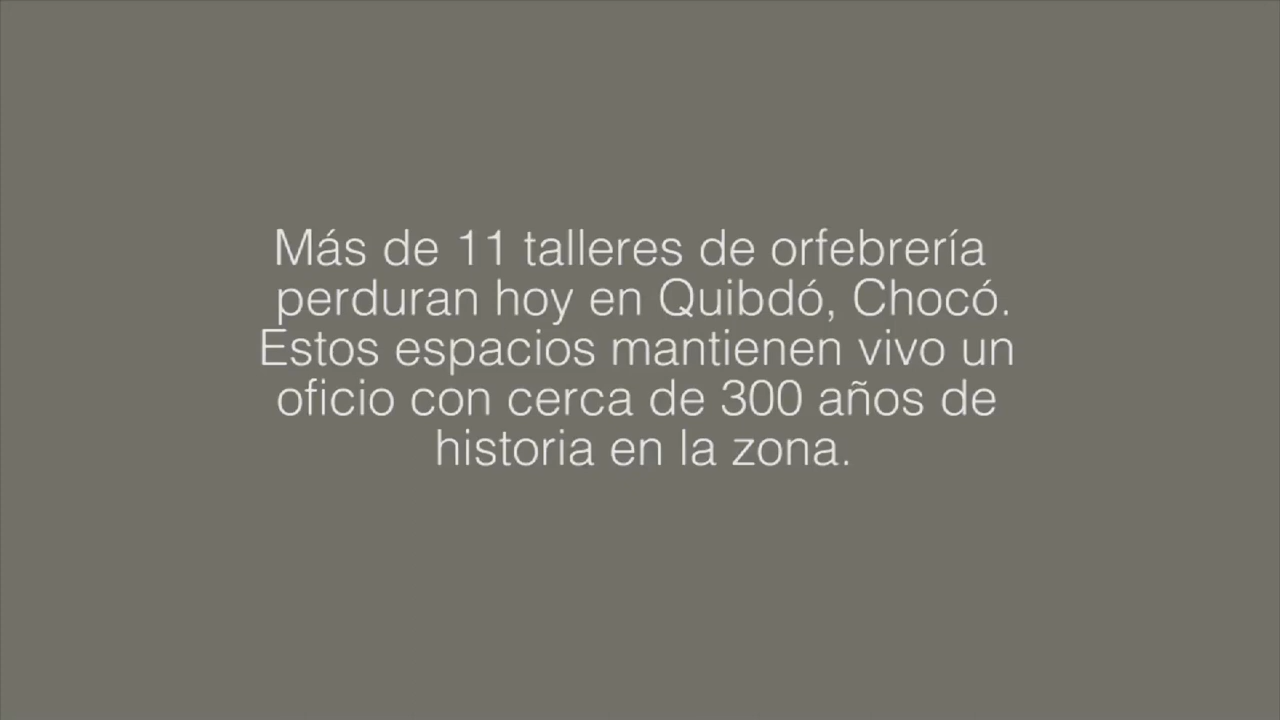 Más de 11 talleres de orfebrería
perduran hoy en Quibdó, Chocó.
Estos espacios mantienen vivo un
oficio con cerca de 300 años de
historia en la zona.